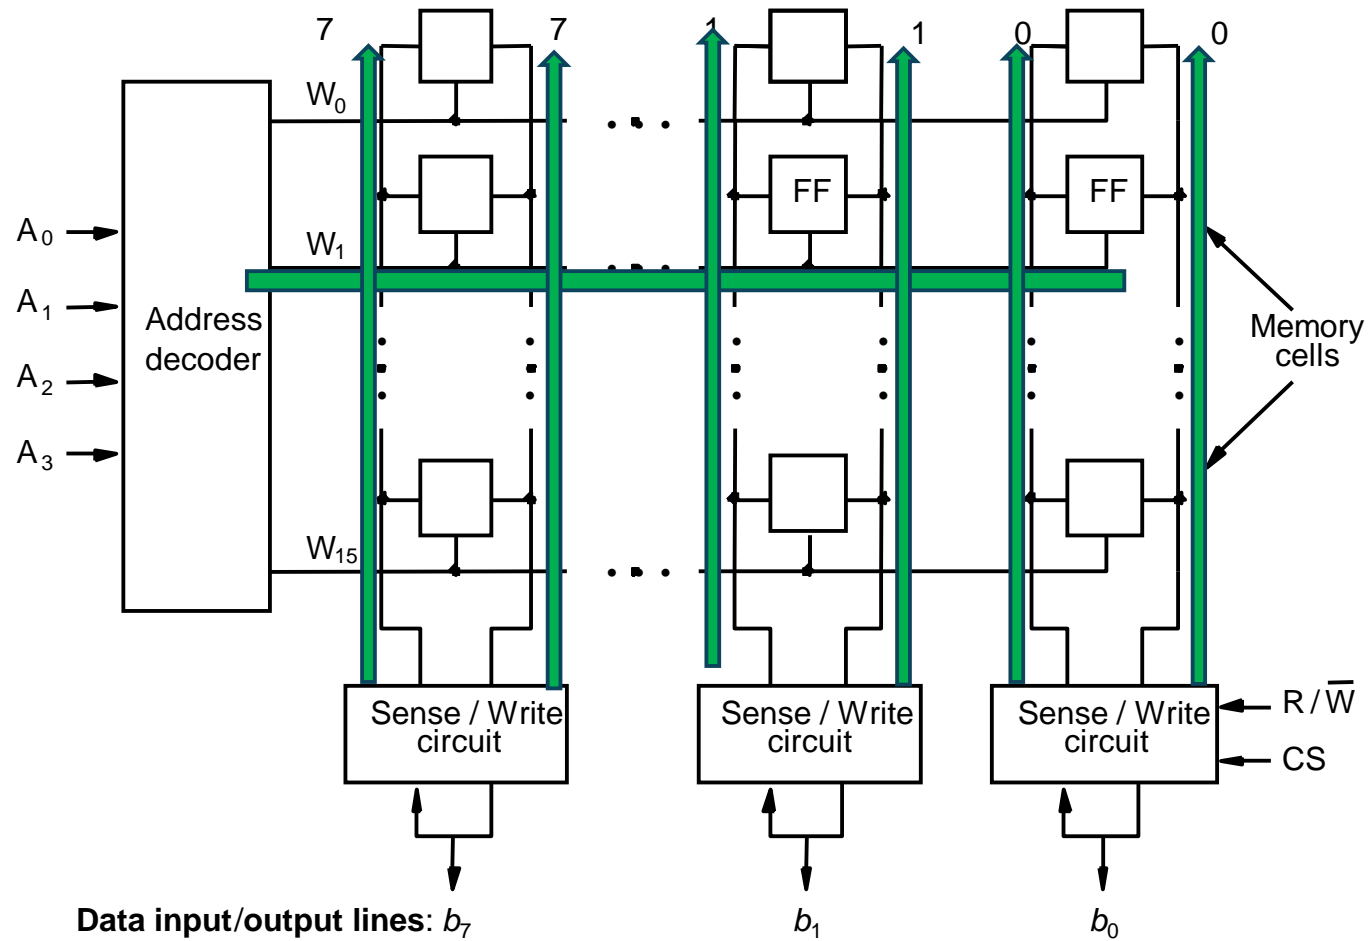 7 7 1 1 0 0
W₀
FF FF
A₀
W₁
A₁
Address
decoder
Memory
cells
A₂
A₃
W₁₅
Sense / Write
circuit
Sense / Write
circuit
Sense / Write
circuit
R / W̅
CS
Data input/output lines: b₇ b₁ b₀